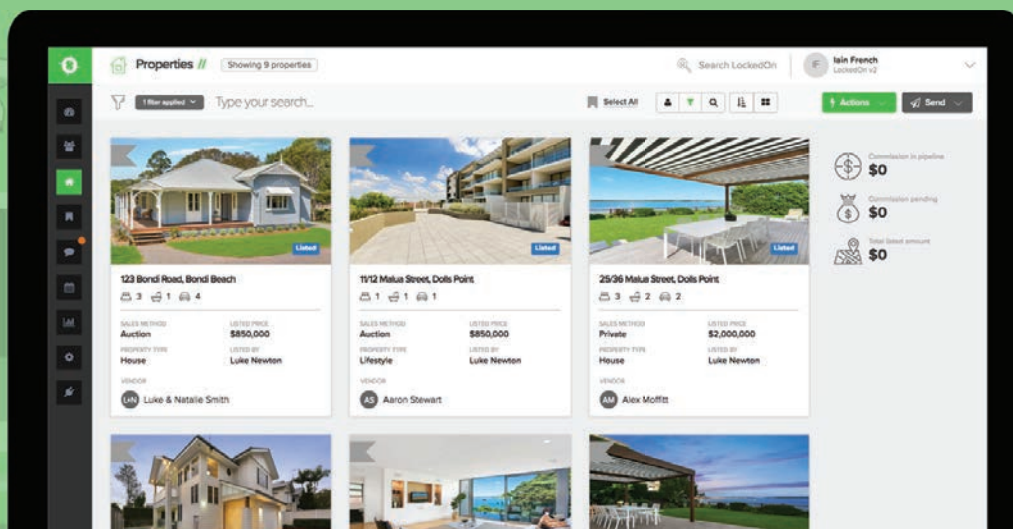 Properties // Showing 9 properties Search LockedOn IF Iain French
LockedOn v2
1 filter applied Type your search... Select All Actions Send
Listed Listed Listed
Commission in pipeline
$0
Commission pending
$0
Total listed amount
$0
123 Bondi Road, Bondi Beach
3 1 4
SALES METHOD LISTED PRICE
Auction $850,000
PROPERTY TYPE LISTED BY
House Luke Newton
VENDOR
L+N Luke & Natalie Smith
11/12 Malua Street, Dolls Point
1 1 1
SALES METHOD LISTED PRICE
Auction $850,000
PROPERTY TYPE LISTED BY
Lifestyle Luke Newton
VENDOR
AS Aaron Stewart
25/36 Malua Street, Dolls Point
3 2 2
SALES METHOD LISTED PRICE
Private $2,000,000
PROPERTY TYPE LISTED BY
House Luke Newton
VENDOR
AM Alex Moffitt